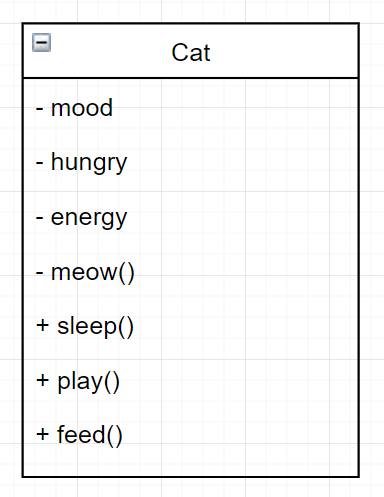 Cat
- mood
- hungry
- energy
- meow()
+ sleep()
+ play()
+ feed()